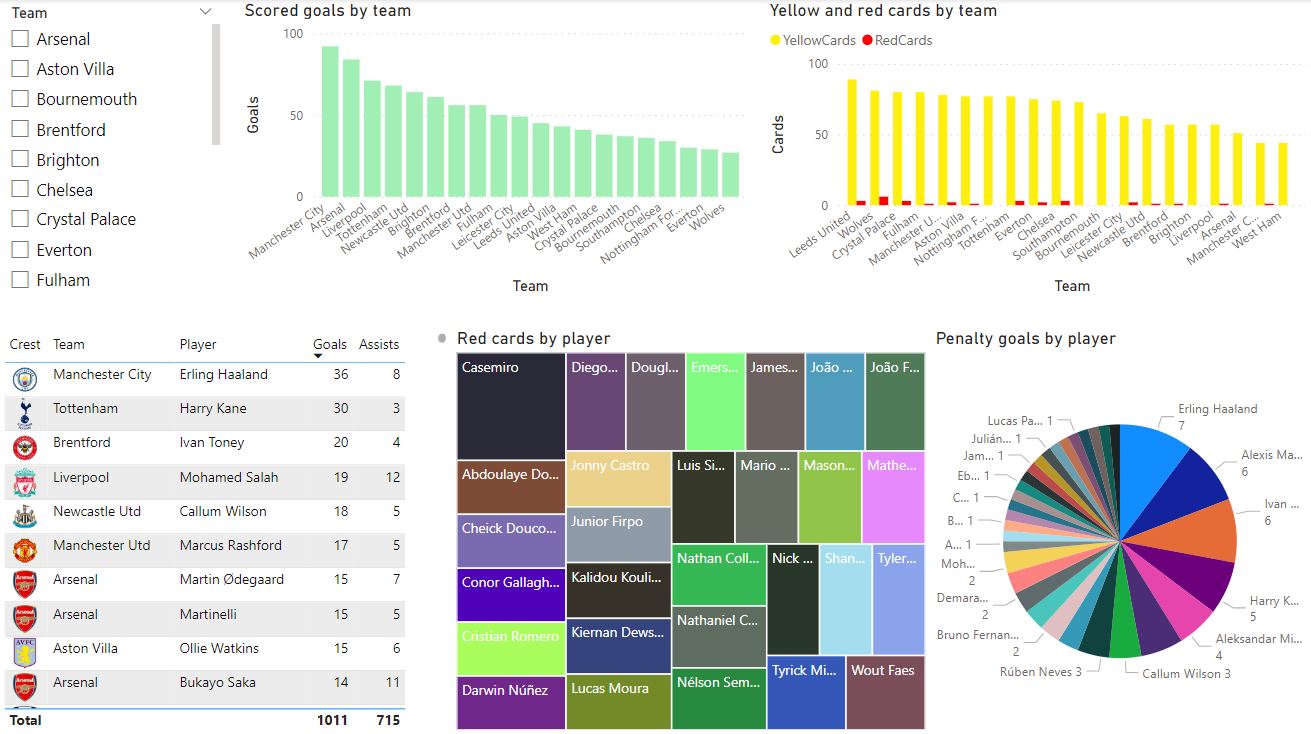 Team
Arsenal
Aston Villa
Bournemouth
Brentford
Brighton
Chelsea
Crystal Palace
Everton
Fulham
Scored goals by team
100
50
0
Goals
Manchester City
Arsenal
Liverpool
Tottenham
Newcastle Utd
Brighton
Brentford
Manchester Utd
Fulham
Leicester City
Leeds United
Aston Villa
West Ham
Crystal Palace
Bournemouth
Southampton
Chelsea
Nottingham For...
Everton
Wolves
Team
Yellow and red cards by team
YellowCards RedCards
100
50
0
Cards
Leeds United
Wolves
Crystal Palace
Fulham
Manchester U...
Aston Villa
Nottingham F...
Tottenham
Everton
Chelsea
Southampton
Bournemouth
Leicester City
Newcastle Utd
Brentford
Brighton
Liverpool
Arsenal
Manchester C...
West Ham
Team
Crest Team Player Goals Assists
Manchester City Erling Haaland 36 8
Tottenham Harry Kane 30 3
Brentford Ivan Toney 20 4
Liverpool Mohamed Salah 19 12
Newcastle Utd Callum Wilson 18 5
Manchester Utd Marcus Rashford 17 5
Arsenal Martin Ødegaard 15 7
Arsenal Martinelli 15 5
AVFC Aston Villa Ollie Watkins 15 6
Arsenal Bukayo Saka 14 11
Total 1011 715
Red cards by player
Casemiro
Diego...
Dougl...
Emers...
James...
João ...
João F...
Abdoulaye Do...
Cheick Douco...
Conor Gallagh...
Cristian Romero
Darwin Núñez
Jonny Castro
Junior Firpo
Kalidou Kouli...
Kiernan Dews...
Lucas Moura
Luis Si...
Mario ...
Mason...
Mathe...
Nathan Coll...
Nathaniel C...
Nélson Sem...
Nick ...
Shan...
Tyler...
Tyrick Mi...
Wout Faes
Penalty goals by player
Erling Haaland
7
Alexis Ma...
6
Ivan ...
6
Harry K...
5
Aleksandar Mi...
4
Callum Wilson 3
Rúben Neves 3
Bruno Fernan...
2
Demara...
2
Moh...
2
A... 1
B... 1
C... 1
Eb... 1
Jam... 1
Julián... 1
Lucas Pa... 1